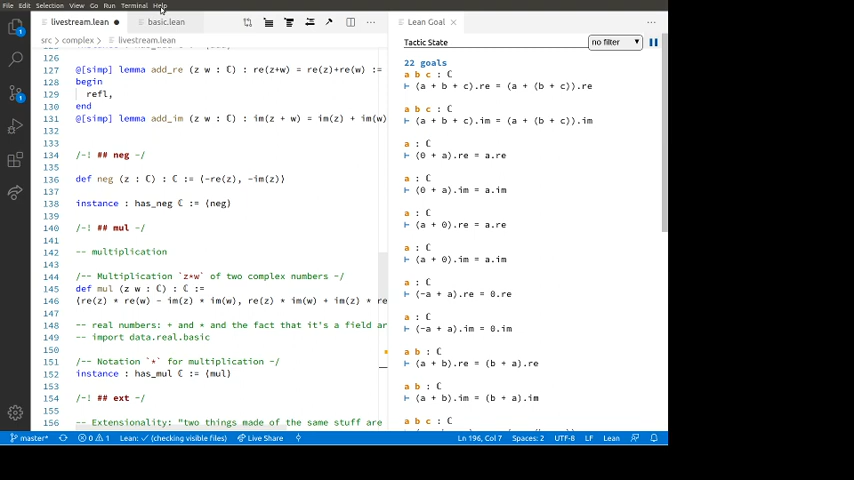 File Edit Selection View Go Run Terminal Help
livestream.lean ● basic.lean ⋯ Lean Goal × ⋯
src > complex > livestream.lean
Tactic State no filter ▾
126
127 @[simp] lemma add_re (z w : ℂ) : re(z+w) = re(z)+re(w) :=
128 begin
129 refl,
130 end
131 @[simp] lemma add_im (z w : ℂ) : im(z + w) = im(z) + im(w)
132
133
134 /-! ## neg -/
135
136 def neg (z : ℂ) : ℂ := ⟨-re(z), -im(z)⟩
137
138 instance : has_neg ℂ := ⟨neg⟩
139
140 /-! ## mul -/
141
142 -- multiplication
143
144 /-- Multiplication `z*w` of two complex numbers -/
145 def mul (z w : ℂ) : ℂ :=
146 ⟨re(z) * re(w) - im(z) * im(w), re(z) * im(w) + im(z) * re
147
148 -- real numbers: + and * and the fact that it's a field ar
149 -- import data.real.basic
150
151 /-- Notation `*` for multiplication -/
152 instance : has_mul ℂ := ⟨mul⟩
153
154 /-! ## ext -/
155
156 -- Extensionality: "two things made of the same stuff are
22 goals
a b c : ℂ
⊢ (a + b + c).re = (a + (b + c)).re
a b c : ℂ
⊢ (a + b + c).im = (a + (b + c)).im
a : ℂ
⊢ (0 + a).re = a.re
a : ℂ
⊢ (0 + a).im = a.im
a : ℂ
⊢ (a + 0).re = a.re
a : ℂ
⊢ (a + 0).im = a.im
a : ℂ
⊢ (-a + a).re = 0.re
a : ℂ
⊢ (-a + a).im = 0.im
a b : ℂ
⊢ (a + b).re = (b + a).re
a b : ℂ
⊢ (a + b).im = (b + a).im
a b c : ℂ
master* 0 1 Lean: ✓ (checking visible files) Live Share Ln 196, Col 7 Spaces: 2 UTF-8 LF Lean